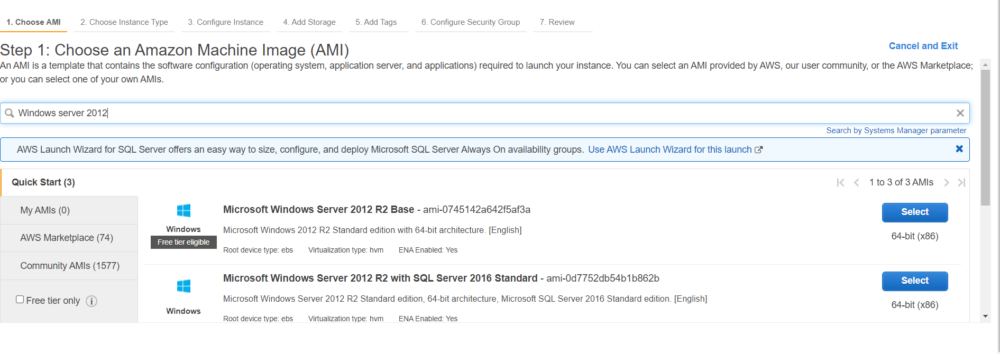 1. Choose AMI 2. Choose Instance Type 3. Configure Instance 4. Add Storage 5. Add Tags 6. Configure Security Group 7. Review
Step 1: Choose an Amazon Machine Image (AMI)
Cancel and Exit
An AMI is a template that contains the software configuration (operating system, application server, and applications) required to launch your instance. You can select an AMI provided by AWS, our user community, or the AWS Marketplace;
or you can select one of your own AMIs.
Windows server 2012
Search by Systems Manager parameter
AWS Launch Wizard for SQL Server offers an easy way to size, configure, and deploy Microsoft SQL Server Always On availability groups. Use AWS Launch Wizard for this launch
Quick Start (3)
1 to 3 of 3 AMIs
My AMIs (0)
AWS Marketplace (74)
Community AMIs (1577)
Free tier only
Windows
Free tier eligible
Microsoft Windows Server 2012 R2 Base - ami-0745142a642f5af3a
Microsoft Windows 2012 R2 Standard edition with 64-bit architecture. [English]
Root device type: ebs Virtualization type: hvm ENA Enabled: Yes
Select
64-bit (x86)
Windows
Microsoft Windows Server 2012 R2 with SQL Server 2016 Standard - ami-0d7752db54b1b862b
Microsoft Windows Server 2012 R2 Standard edition, 64-bit architecture, Microsoft SQL Server 2016 Standard edition. [English]
Root device type: ebs Virtualization type: hvm ENA Enabled: Yes
Select
64-bit (x86)